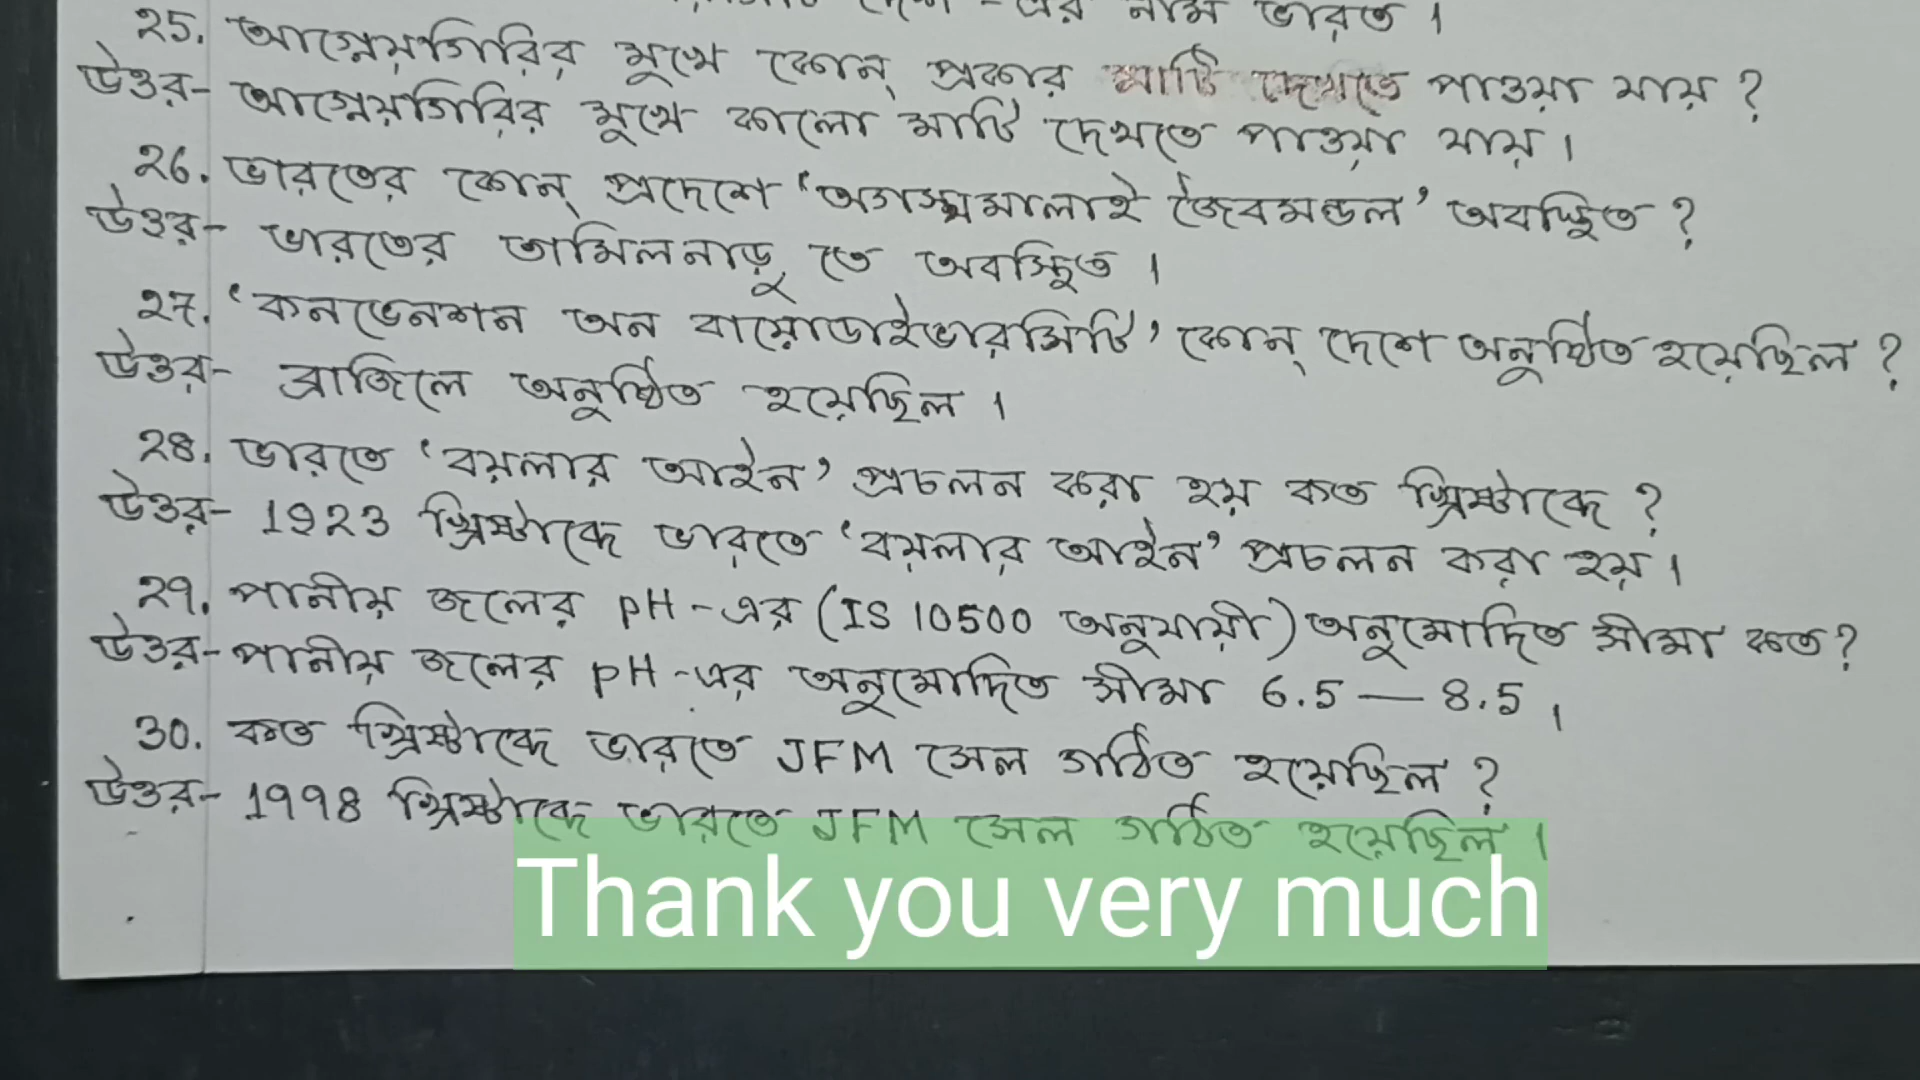 দেশ-এর নাম ভারত।
25. আগ্নেয়গিরির মুখে কোন্ প্রকার মাটি দেখতে পাওয়া যায়?
উত্তর- আগ্নেয়গিরির মুখে কালো মাটি দেখতে পাওয়া যায়।
26. ভারতের কোন্ প্রদেশে 'অগস্ত্যমালাই জৈবমন্ডল' অবস্থিত?
উত্তর- ভারতের তামিলনাড়ু তে অবস্থিত।
27. 'কনভেনশন অন বায়োডাইভারসিটি' কোন্ দেশে অনুষ্ঠিত হয়েছিল?
উত্তর- ব্রাজিলে অনুষ্ঠিত হয়েছিল।
28. ভারতে 'বয়লার আইন' প্রচলন করা হয় কত খ্রিষ্টাব্দে?
উত্তর- 1923 খ্রিষ্টাব্দে ভারতে 'বয়লার আইন' প্রচলন করা হয়।
29. পানীয় জলের pH-এর (IS 10500 অনুযায়ী) অনুমোদিত সীমা কত?
উত্তর- পানীয় জলের pH-এর অনুমোদিত সীমা 6.5 — 8.5।
30. কত খ্রিষ্টাব্দে ভারতে JFM সেল গঠিত হয়েছিল?
উত্তর- 1998 খ্রিষ্টাব্দে ভারতে JFM সেল গঠিত হয়েছিল।
Thank you very much